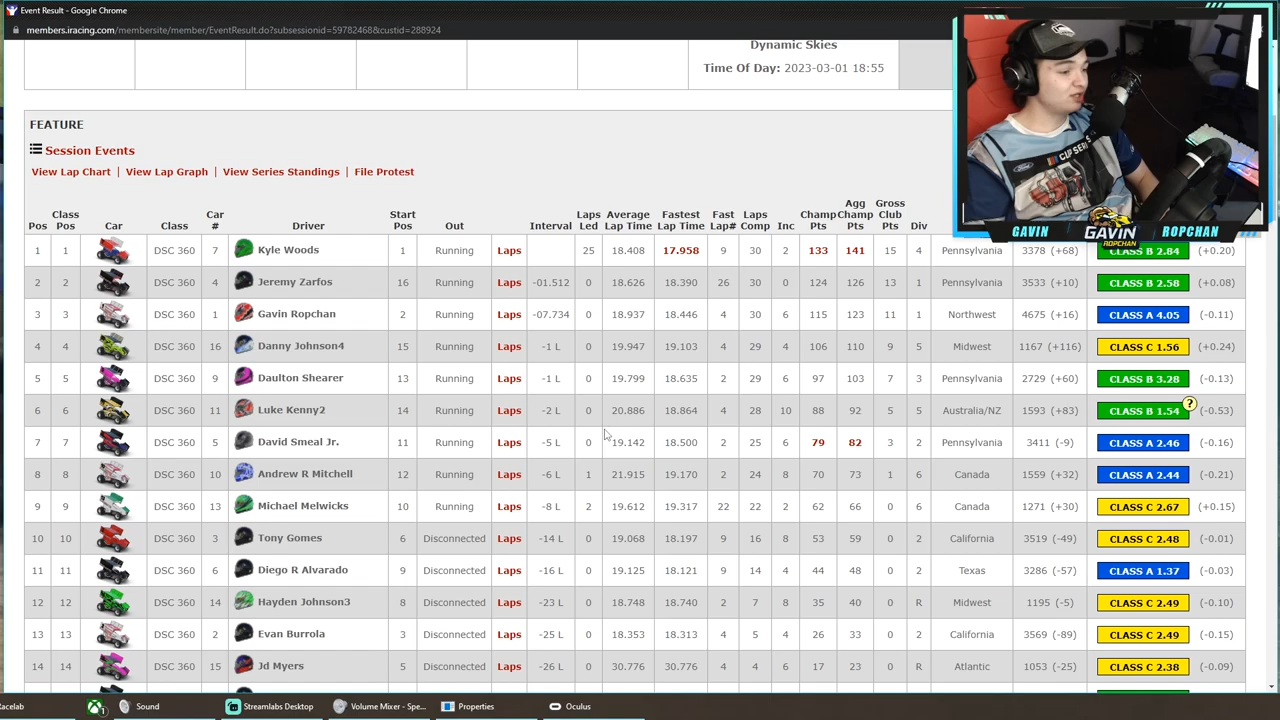 Event Result - Google Chrome
members.iracing.com/membersite/member/EventResult.do?subsessionid=59782468&custid=288924
Dynamic Skies
Time Of Day: 2023-03-01 18:55
FEATURE
Session Events
View Lap Chart | View Lap Graph | View Series Standings | File Protest
Pos Class Pos Car Class Car # Driver Start Pos Out Interval Laps Led Average Lap Time Fastest Lap Time Fast Lap# Laps Comp Inc Champ Pts Agg Champ Pts Gross Club Pts Div
1 1 DSC 360 7 Kyle Woods 1 Running Laps 25 18.408 17.958 9 30 2 133 141 15 4 Pennsylvania 3378 (+68) CLASS B 2.84 (+0.20)
2 2 DSC 360 4 Jeremy Zarfos 16 Running Laps -01.512 0 18.626 18.390 26 30 0 124 126 13 1 Pennsylvania 3533 (+10) CLASS B 2.58 (+0.08)
3 3 DSC 360 1 Gavin Ropchan 2 Running Laps -07.734 0 18.937 18.446 4 30 6 115 123 11 1 Northwest 4675 (+16) CLASS A 4.05 (-0.11)
4 4 DSC 360 16 Danny Johnson4 15 Running Laps -1 L 0 19.947 19.103 4 29 4 106 110 9 5 Midwest 1167 (+116) CLASS C 1.56 (+0.24)
5 5 DSC 360 9 Daulton Shearer 13 Running Laps -1 L 0 19.799 18.635 2 29 6 97 103 7 3 Pennsylvania 2729 (+60) CLASS B 3.28 (-0.13)
6 6 DSC 360 11 Luke Kenny2 14 Running Laps -2 L 0 20.886 18.864 4 28 10 88 92 5 5 Australia/NZ 1593 (+83) CLASS B 1.54 ? (-0.53)
7 7 DSC 360 5 David Smeal Jr. 11 Running Laps -5 L 0 19.142 18.500 2 25 6 79 82 3 2 Pennsylvania 3411 (-9) CLASS A 2.46 (-0.16)
8 8 DSC 360 10 Andrew R Mitchell 12 Running Laps -6 L 1 21.915 19.170 2 24 8 70 73 1 6 Canada 1559 (+32) CLASS A 2.44 (-0.21)
9 9 DSC 360 13 Michael Melwicks 10 Running Laps -8 L 2 19.612 19.317 22 22 2 62 66 0 6 Canada 1271 (+30) CLASS C 2.67 (+0.15)
10 10 DSC 360 3 Tony Gomes 6 Disconnected Laps -14 L 0 19.068 18.197 9 16 8 53 59 0 2 California 3519 (-49) CLASS C 2.48 (-0.01)
11 11 DSC 360 6 Diego R Alvarado 9 Disconnected Laps -16 L 0 19.125 18.121 9 14 4 44 48 0 2 Texas 3286 (-57) CLASS A 1.37 (-0.03)
12 12 DSC 360 14 Hayden Johnson3 8 Disconnected Laps -23 L 0 18.748 18.740 2 7 8 35 40 0 R Midwest 1195 (-5) CLASS C 2.49 (-0.10)
13 13 DSC 360 2 Evan Burrola 3 Disconnected Laps -25 L 0 18.353 18.313 4 5 4 26 33 0 2 California 3569 (-89) CLASS C 2.49 (-0.15)
14 14 DSC 360 15 Jd Myers 5 Disconnected Laps -26 L 0 30.776 30.776 4 4 6 17 23 0 R Atlantic 1053 (-25) CLASS C 2.38 (-0.09)
CUP SERIES
Ford
GAVIN GAVIN ROPCHAN ROPCHAN
Racelab 1 Sound Streamlabs Desktop Volume Mixer - Spe... Properties Oculus